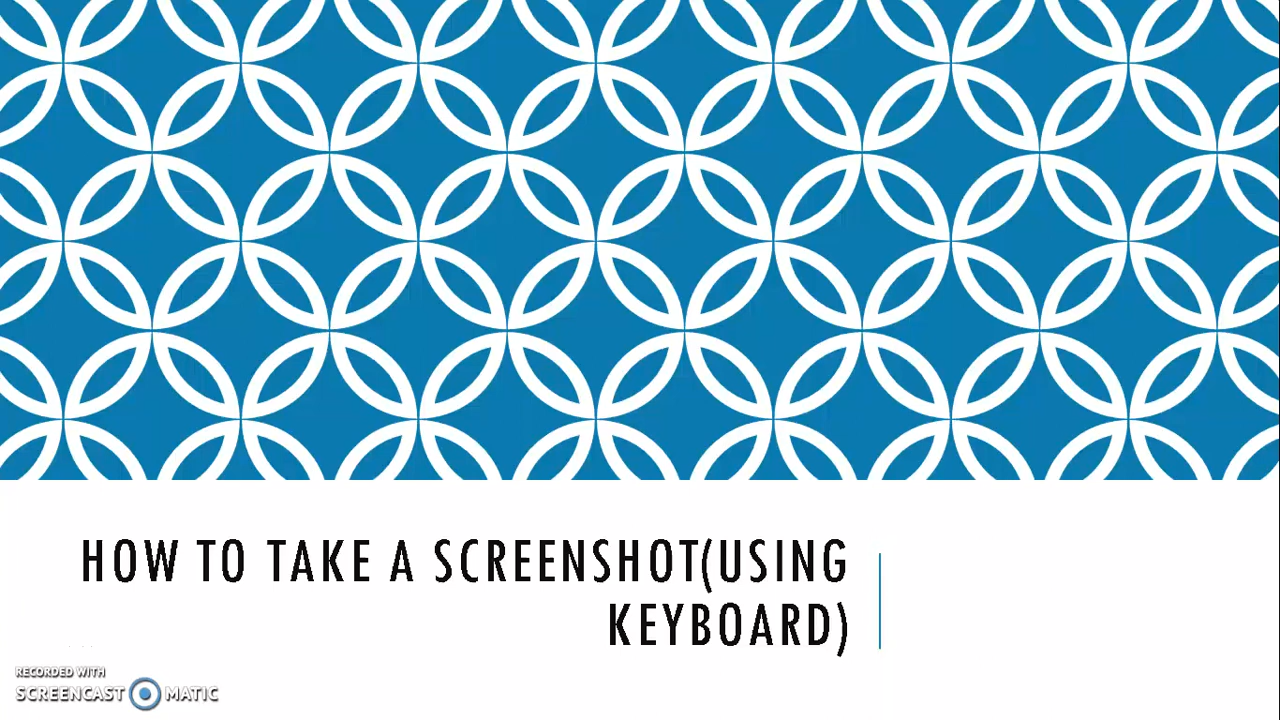 HOW TO TAKE A SCREENSHOT(USING
KEYBOARD)
RECORDED WITH
SCREENCAST MATIC